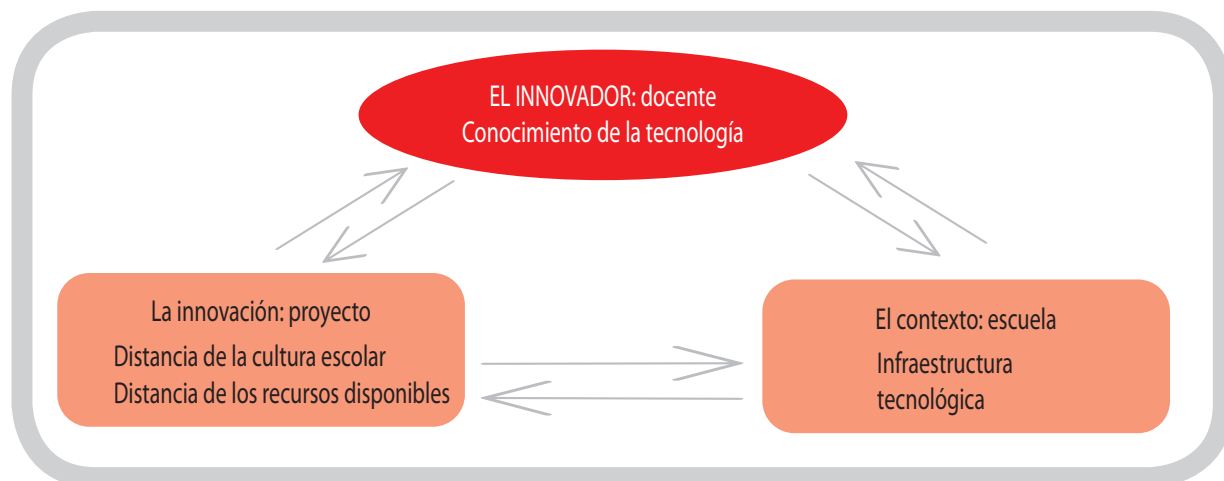 EL INNOVADOR: docente
Conocimiento de la tecnología
La innovación: proyecto
Distancia de la cultura escolar
Distancia de los recursos disponibles
El contexto: escuela
Infraestructura
tecnológica